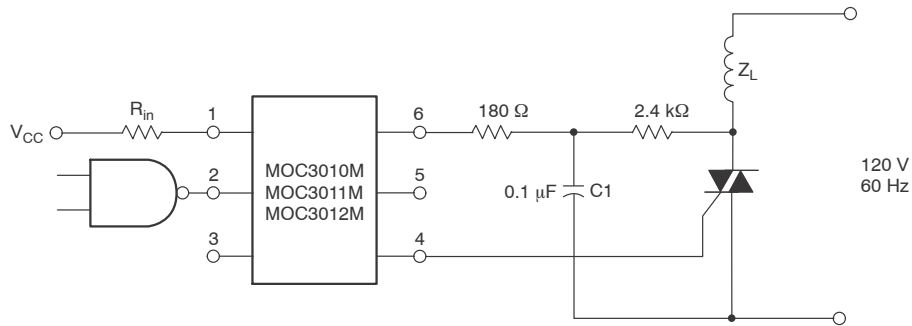 V_CC
R_in
1
2
3
MOC3010M
MOC3011M
MOC3012M
6
5
4
180 Ω
2.4 kΩ
0.1 μF
C1
Z_L
120 V
60 Hz